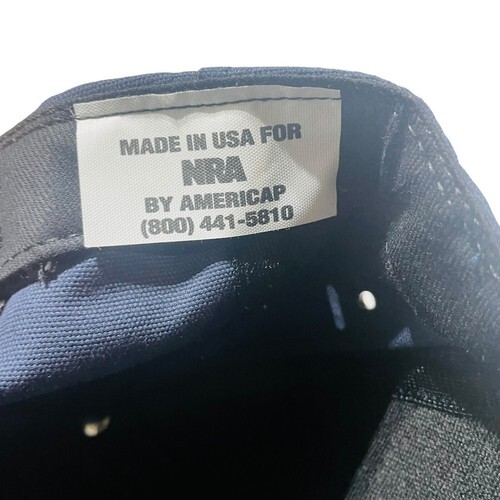 MADE IN USA FOR
NRA
BY AMERICAP
(800) 441-5810